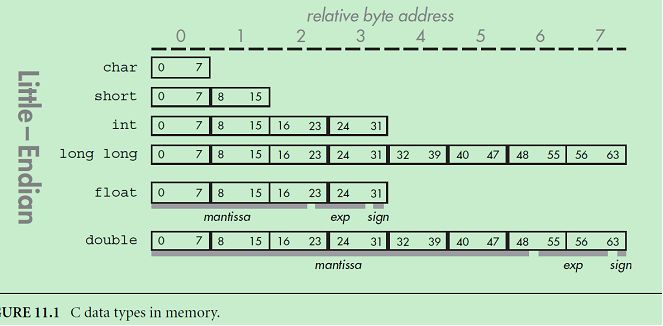 relative byte address
0 1 2 3 4 5 6 7
Little – Endian
char 0 7
short 0 7 8 15
int 0 7 8 15 16 23 24 31
long long 0 7 8 15 16 23 24 31 32 39 40 47 48 55 56 63
float 0 7 8 15 16 23 24 31
mantissa exp sign
double 0 7 8 15 16 23 24 31 32 39 40 47 48 55 56 63
mantissa exp sign
URE 11.1 C data types in memory.